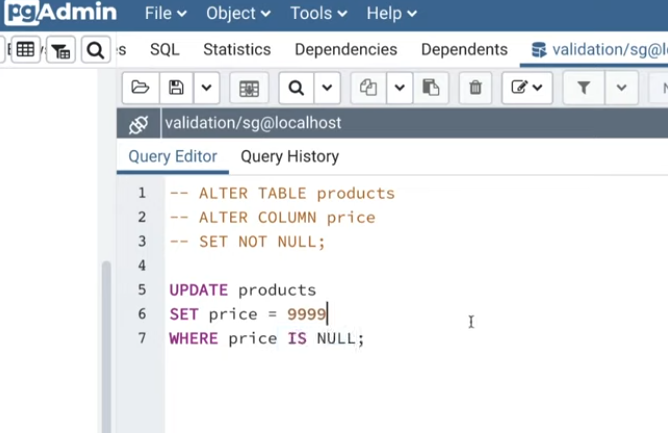 pgAdmin File Object Tools Help
SQL Statistics Dependencies Dependents validation/sg@l
validation/sg@localhost
Query Editor Query History
1 -- ALTER TABLE products
2 -- ALTER COLUMN price
3 -- SET NOT NULL;
4
5 UPDATE products
6 SET price = 9999
7 WHERE price IS NULL;